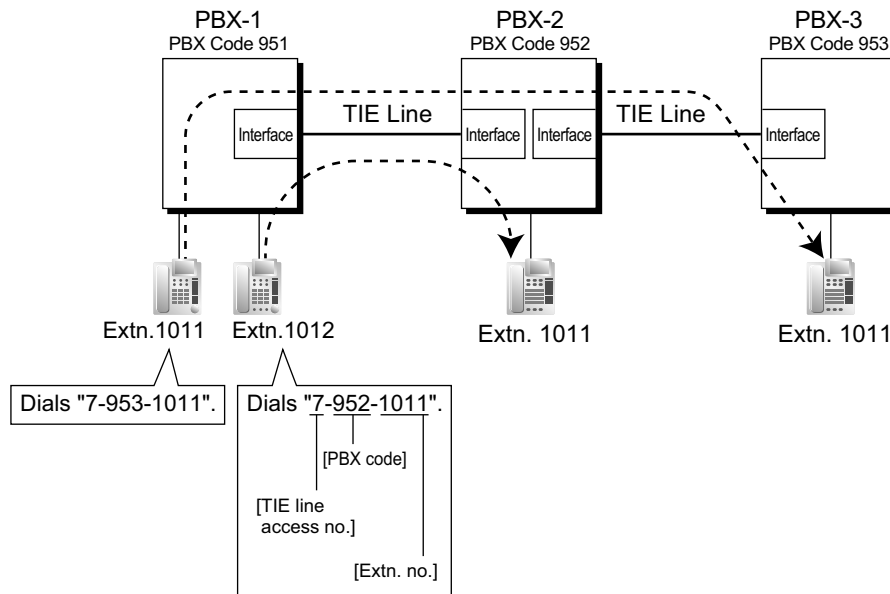 PBX-1
PBX Code 951
PBX-2
PBX Code 952
PBX-3
PBX Code 953
TIE Line
TIE Line
Interface
Interface
Interface
Interface
Extn.1011
Extn.1012
Extn. 1011
Extn. 1011
Dials "7-953-1011".
Dials "7-952-1011".
[PBX code]
[TIE line
access no.]
[Extn. no.]